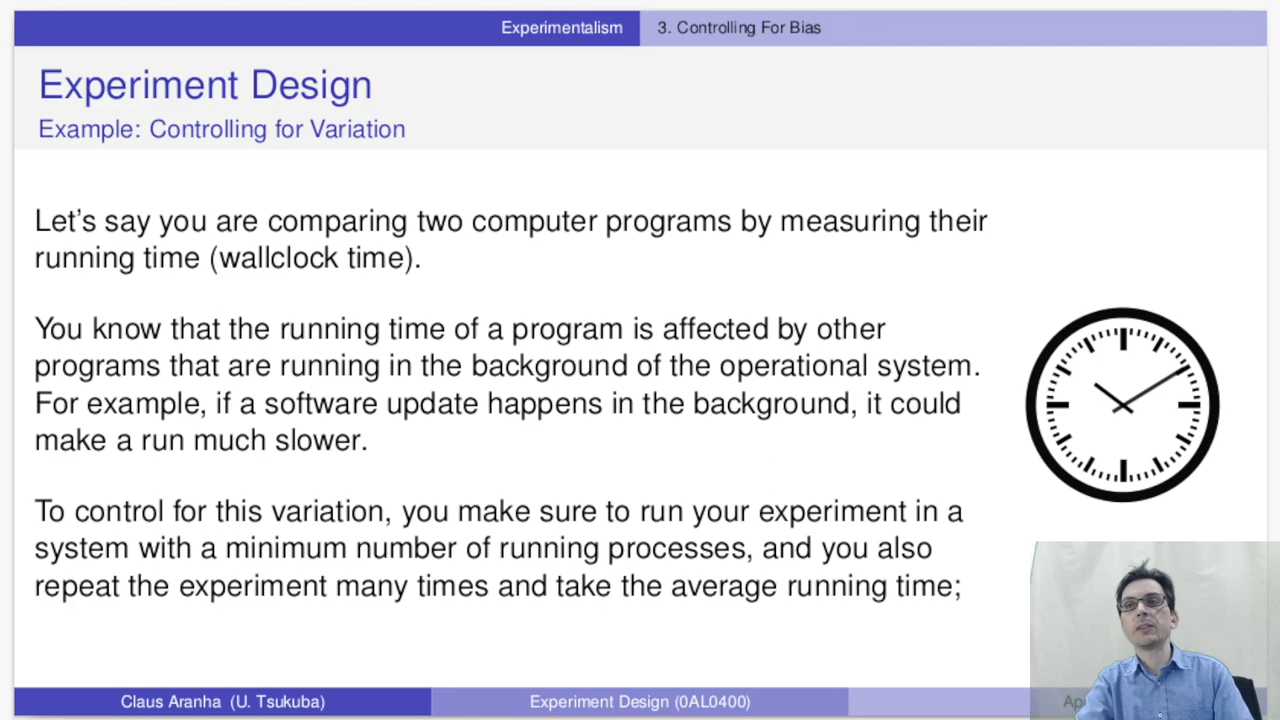 Experimentalism 3. Controlling For Bias
Experiment Design
Example: Controlling for Variation
Let's say you are comparing two computer programs by measuring their
running time (wallclock time).
You know that the running time of a program is affected by other
programs that are running in the background of the operational system.
For example, if a software update happens in the background, it could
make a run much slower.
To control for this variation, you make sure to run your experiment in a
system with a minimum number of running processes, and you also
repeat the experiment many times and take the average running time;
Claus Aranha (U. Tsukuba) Experiment Design (0AL0400)